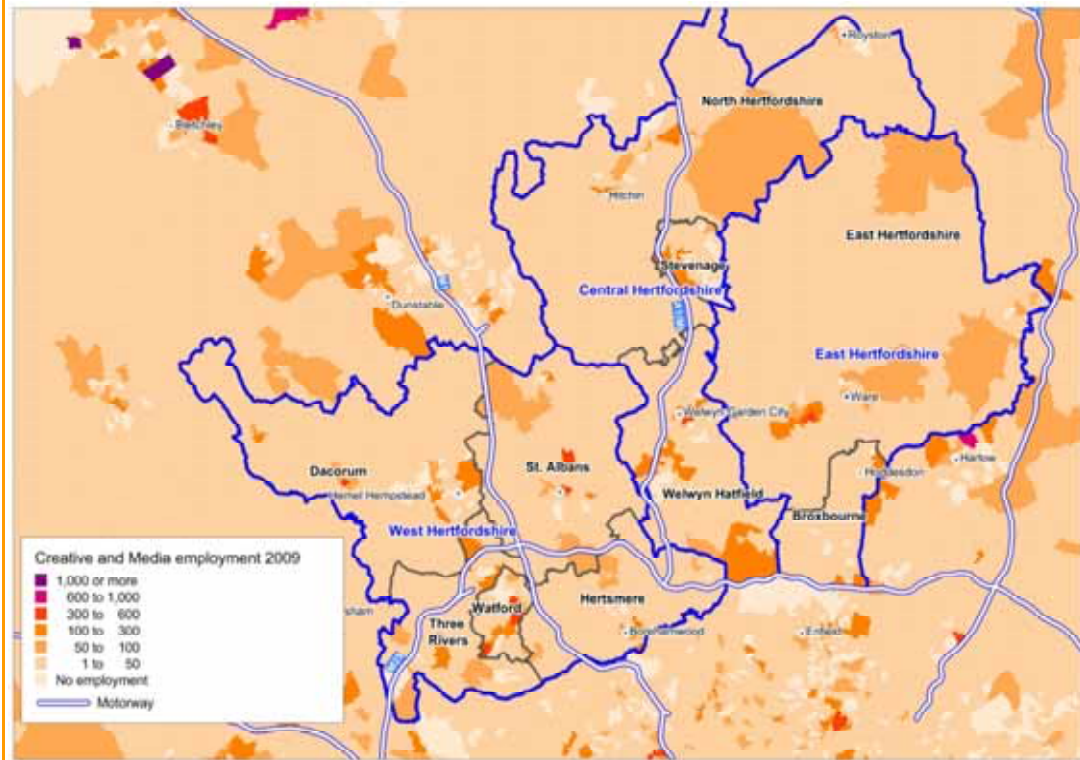 Royston
North Hertfordshire
Bletchley
Hitchin
East Hertfordshire
Stevenage
Central Hertfordshire
Dunstable
East Hertfordshire
Ware
Welwyn Garden City
Harlow
Dacorum
St. Albans
Hoddesdon
Hemel Hempstead
Welwyn Hatfield
Broxbourne
West Hertfordshire
Creative and Media employment 2009
1,000 or more
600 to 1,000
300 to 600
100 to 300
50 to 100
1 to 50
No employment
Motorway
sham
Watford
Hertsmere
Three
Rivers
Borehamwood
Enfield